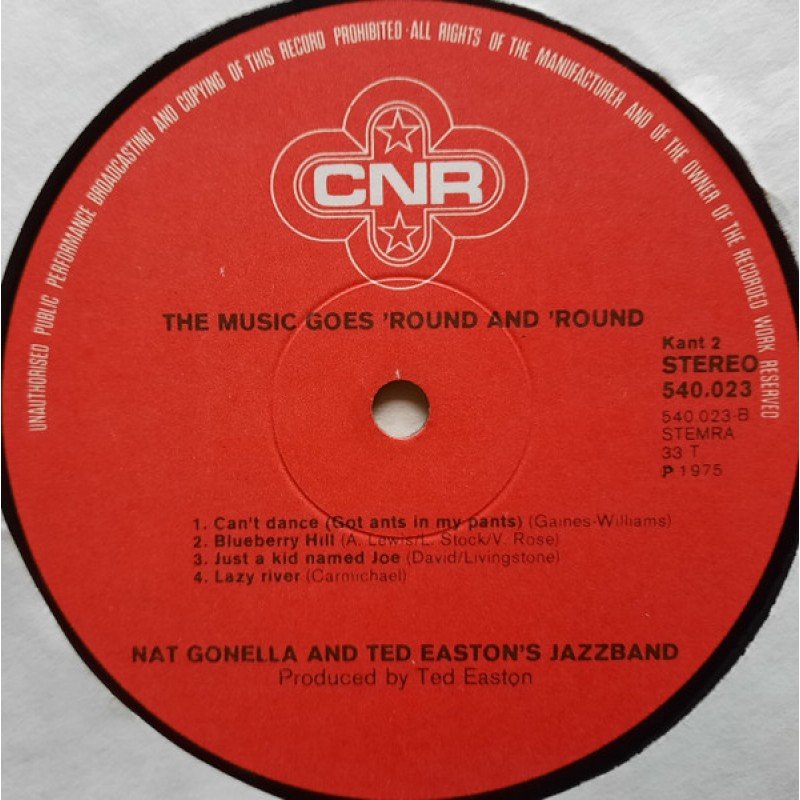 UNAUTHORISED PUBLIC PERFORMANCE BROADCASTING AND COPYING OF THIS RECORD PROHIBITED · ALL RIGHTS OF THE MANUFACTURER AND OF THE OWNER OF THE RECORDED WORK RESERVED
CNR
THE MUSIC GOES 'ROUND AND 'ROUND
Kant 2
STEREO
540.023
540 023-B
STEMRA
33 T
P 1975
1. Can't dance (Got ants in my pants) (Gaines-Williams)
2. Blueberry Hill (A. Lewis/L. Stock/V. Rose)
3. Just a kid named Joe (David/Livingstone)
4. Lazy river (Carmichael)
NAT GONELLA AND TED EASTON'S JAZZBAND
Produced by Ted Easton